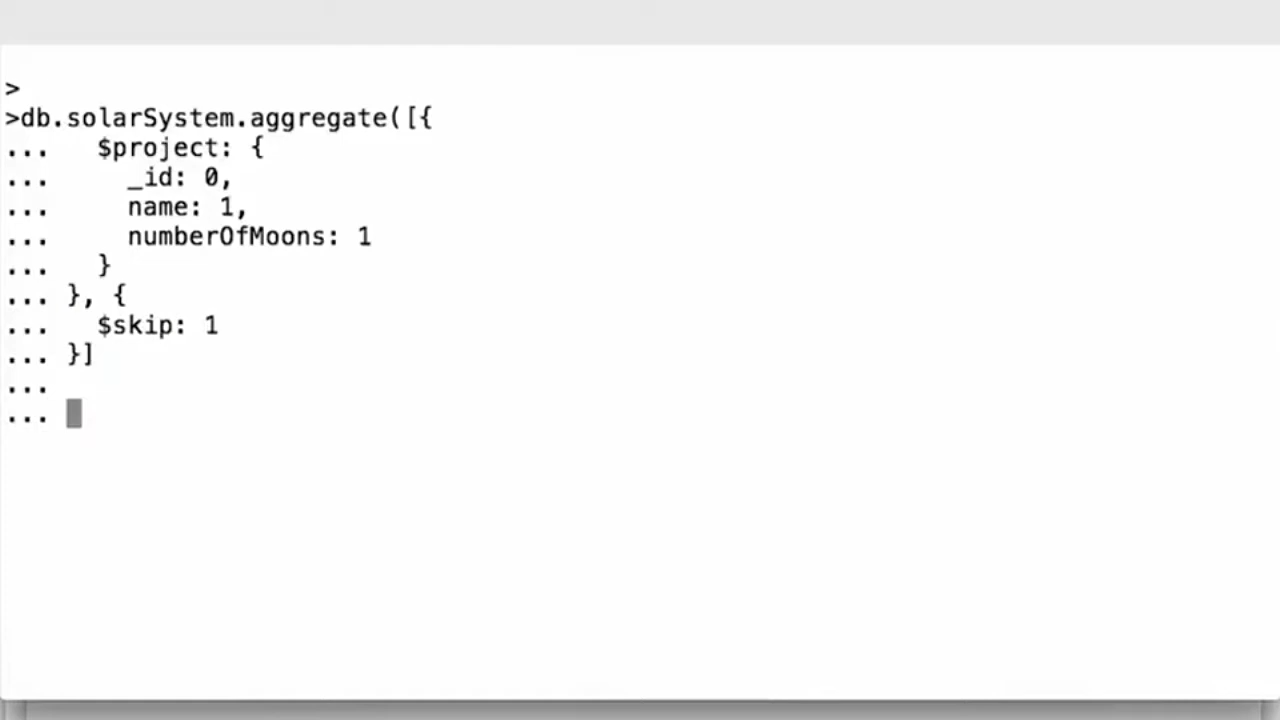 >
>db.solarSystem.aggregate([{
...   $project: {
...     _id: 0,
...     name: 1,
...     numberOfMoons: 1
...   }
... }, {
...   $skip: 1
... }]
...
...